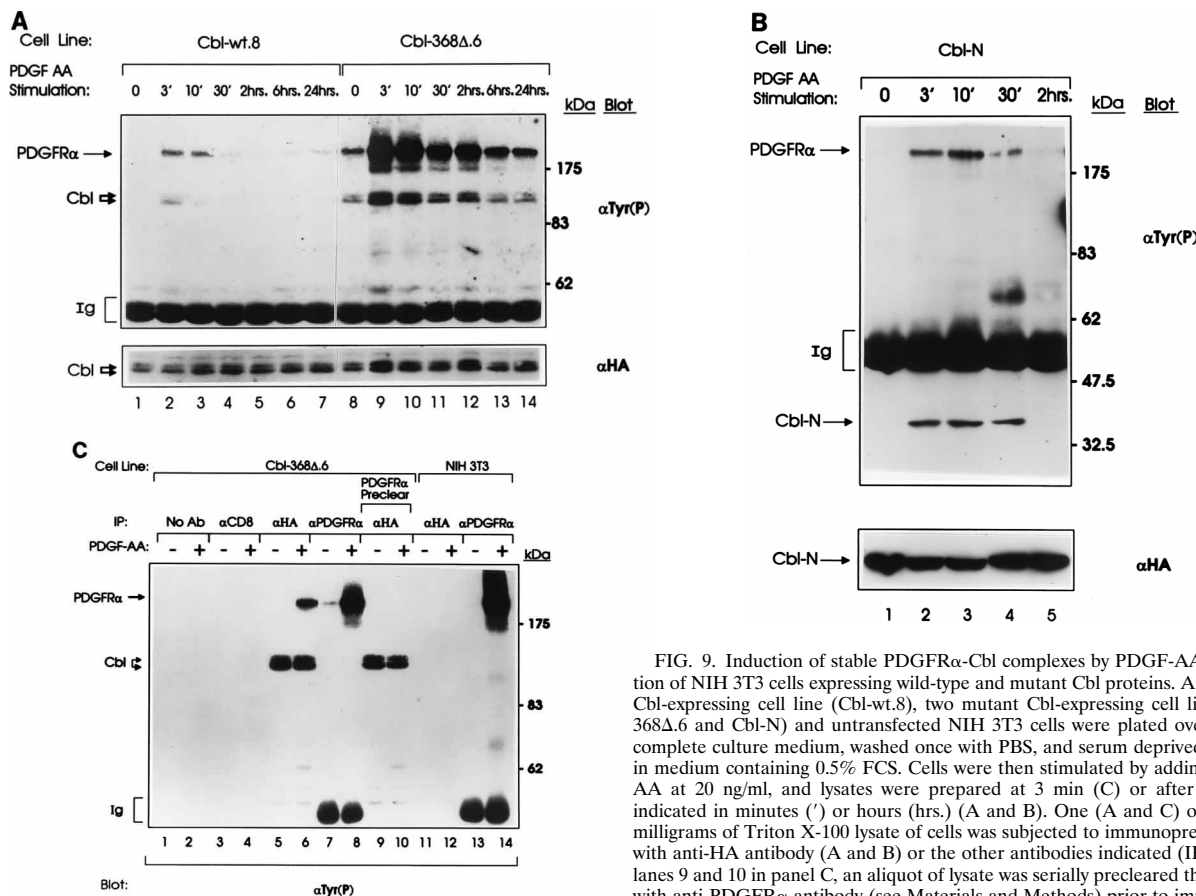 A
Cell Line: Cbl-wt.8 Cbl-368Δ.6
PDGF AA
Stimulation: 0 3' 10' 30' 2hrs. 6hrs. 24hrs. 0 3' 10' 30' 2hrs. 6hrs. 24hrs.
kDa Blot
PDGFRα
175
Cbl
αTyr(P)
83
62
Ig
Cbl
αHA
1 2 3 4 5 6 7 8 9 10 11 12 13 14
B
Cell Line: Cbl-N
PDGF AA
Stimulation: 0 3' 10' 30' 2hrs.
kDa Blot
PDGFRα
175
αTyr(P)
83
62
Ig
47.5
Cbl-N
32.5
Cbl-N
αHA
1 2 3 4 5
C
Cell Line: Cbl-368Δ.6 NIH 3T3
PDGFRα
Preclear
IP: No Ab αCD8 αHA αPDGFRα αHA αHA αPDGFRα
PDGF-AA: - + - + - + - + - + - + - +
kDa
PDGFRα
175
Cbl
83
62
Ig
1 2 3 4 5 6 7 8 9 10 11 12 13 14
Blot: αTyr(P)
FIG. 9. Induction of stable PDGFRα-Cbl complexes by PDGF-AA
tion of NIH 3T3 cells expressing wild-type and mutant Cbl proteins. A
Cbl-expressing cell line (Cbl-wt.8), two mutant Cbl-expressing cell li
368Δ.6 and Cbl-N) and untransfected NIH 3T3 cells were plated ove
complete culture medium, washed once with PBS, and serum deprived
in medium containing 0.5% FCS. Cells were then stimulated by addin
AA at 20 ng/ml, and lysates were prepared at 3 min (C) or after
indicated in minutes (′) or hours (hrs.) (A and B). One (A and C) o
milligrams of Triton X-100 lysate of cells was subjected to immunopre
with anti-HA antibody (A and B) or the other antibodies indicated (II
lanes 9 and 10 in panel C, an aliquot of lysate was serially precleared th
with anti-PDGFRα antibody (see Materials and Methods) prior to im